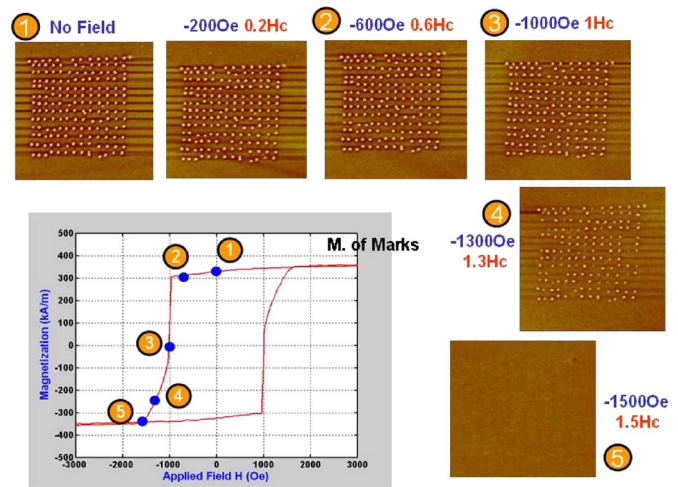 1 No Field
-200Oe 0.2Hc
2 -600Oe 0.6Hc
3 -1000Oe 1Hc
4
-1300Oe
1.3Hc
M. of Marks
500
400
300
200
100
0
-100
-200
-300
-400
-500
Magnetization (kA/m)
1
2
3
4
5
-3000 -2000 -1000 0 1000 2000 3000
Applied Field H (Oe)
-1500Oe
1.5Hc
5